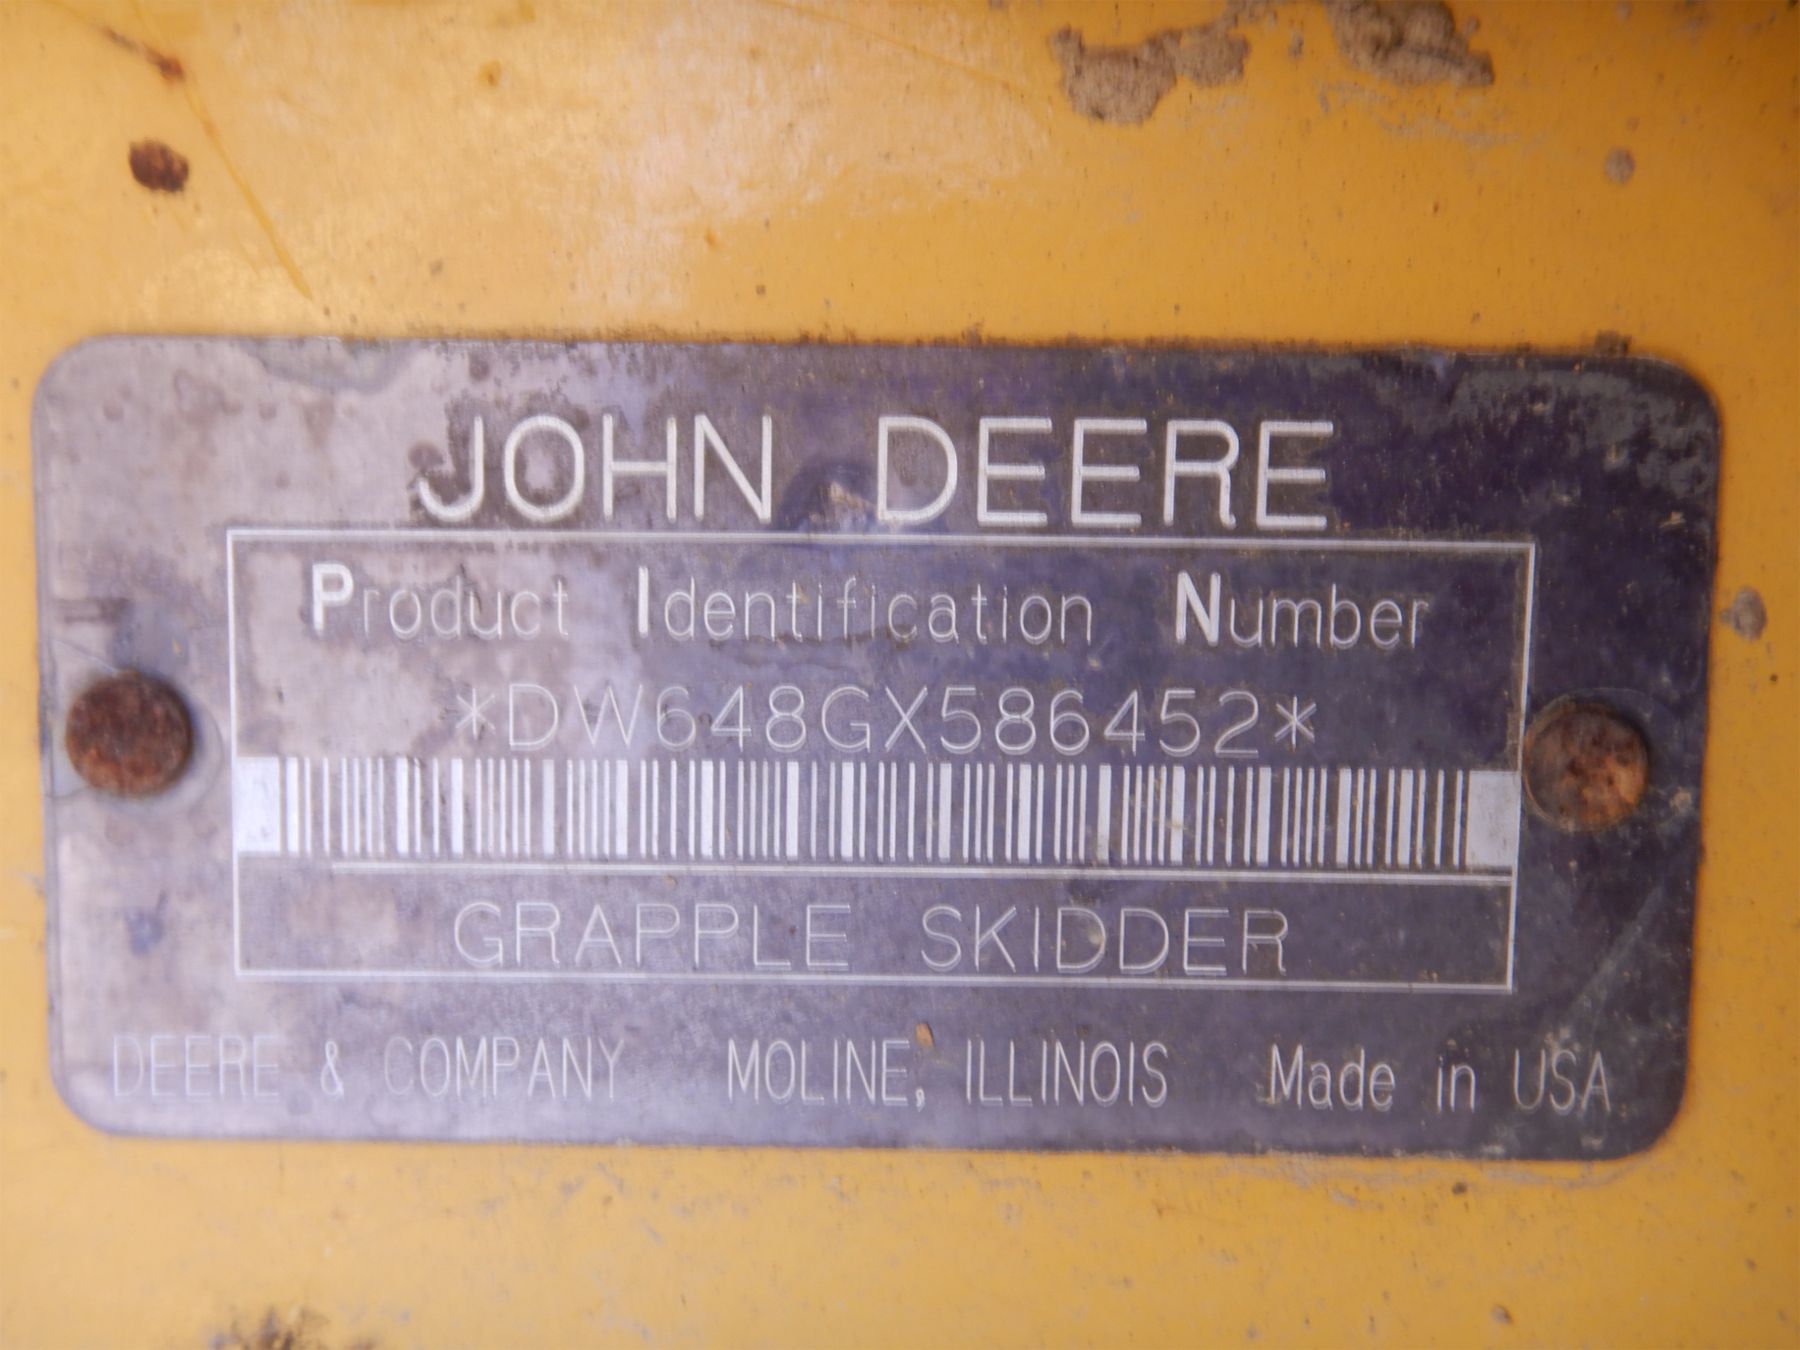 JOHN DEERE
Product Identification Number
*DW648GX586452*
GRAPPLE SKIDDER
DEERE & COMPANY MOLINE, ILLINOIS Made in USA